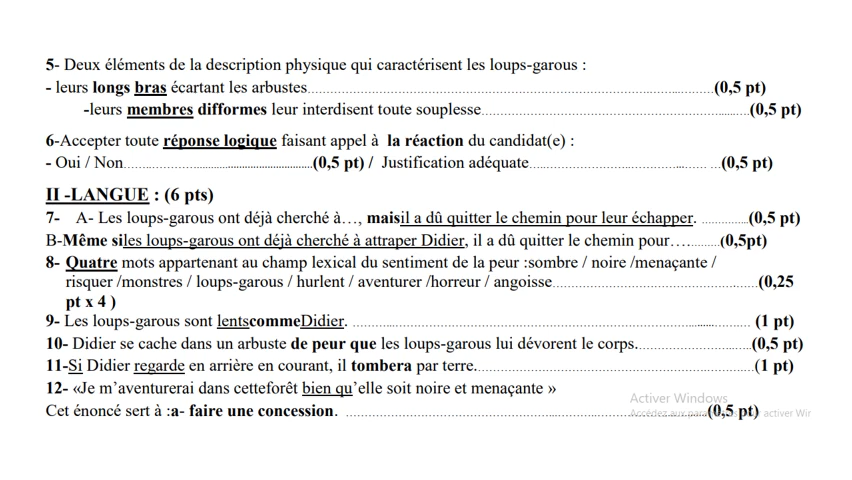 5- Deux éléments de la description physique qui caractérisent les loups-garous :
- leurs longs bras écartant les arbustes.......................................................(0,5 pt)
-leurs membres difformes leur interdisent toute souplesse.......................................................(0,5 pt)
6-Accepter toute réponse logique faisant appel à la réaction du candidat(e) :
- Oui / Non.......................................(0,5 pt) / Justification adéquate....................................... ...(0,5 pt)
II -LANGUE : (6 pts)
7- A- Les loups-garous ont déjà cherché à…, maisil a dû quitter le chemin pour leur échapper. ..............(0,5 pt)
B-Même siles loups-garous ont déjà cherché à attraper Didier, il a dû quitter le chemin pour…..........(0,5pt)
8- Quatre mots appartenant au champ lexical du sentiment de la peur :sombre / noire /menaçante /
risquer /monstres / loups-garous / hurlent / aventurer /horreur / angoisse.......................................(0,25
pt x 4 )
9- Les loups-garous sont lentscommeDidier. ....................................................... (1 pt)
10- Didier se cache dans un arbuste de peur que les loups-garous lui dévorent le corps..........................(0,5 pt)
11-Si Didier regarde en arrière en courant, il tombera par terre.......................................................(1 pt)
12- «Je m’aventurerai dans cetteforêt bien qu’elle soit noire et menaçante »
Activer Windows
Cet énoncé sert à :a- faire une concession. .......................................................(0,5 pt)